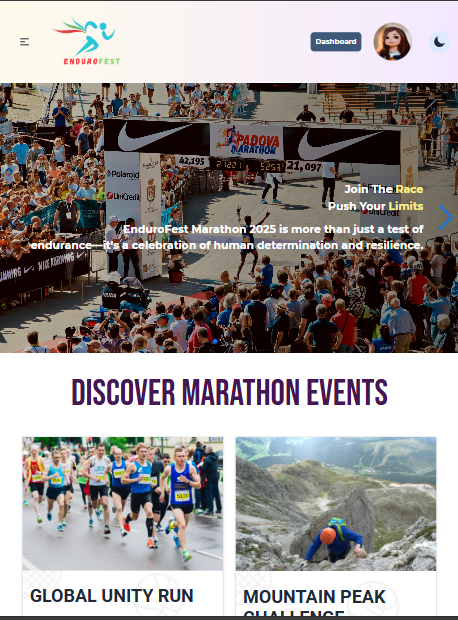 ENDUROFEST
Dashboard
PADOVA
MARATHON
42,195
21,097
Polaroid
UniCredit
UniCredit
Join The Race
Push Your Limits
EnduroFest Marathon 2025 is more than just a test of
endurance—it's a celebration of human determination and resilience.
DISCOVER MARATHON EVENTS
GLOBAL UNITY RUN
MOUNTAIN PEAK
CHALLENGE